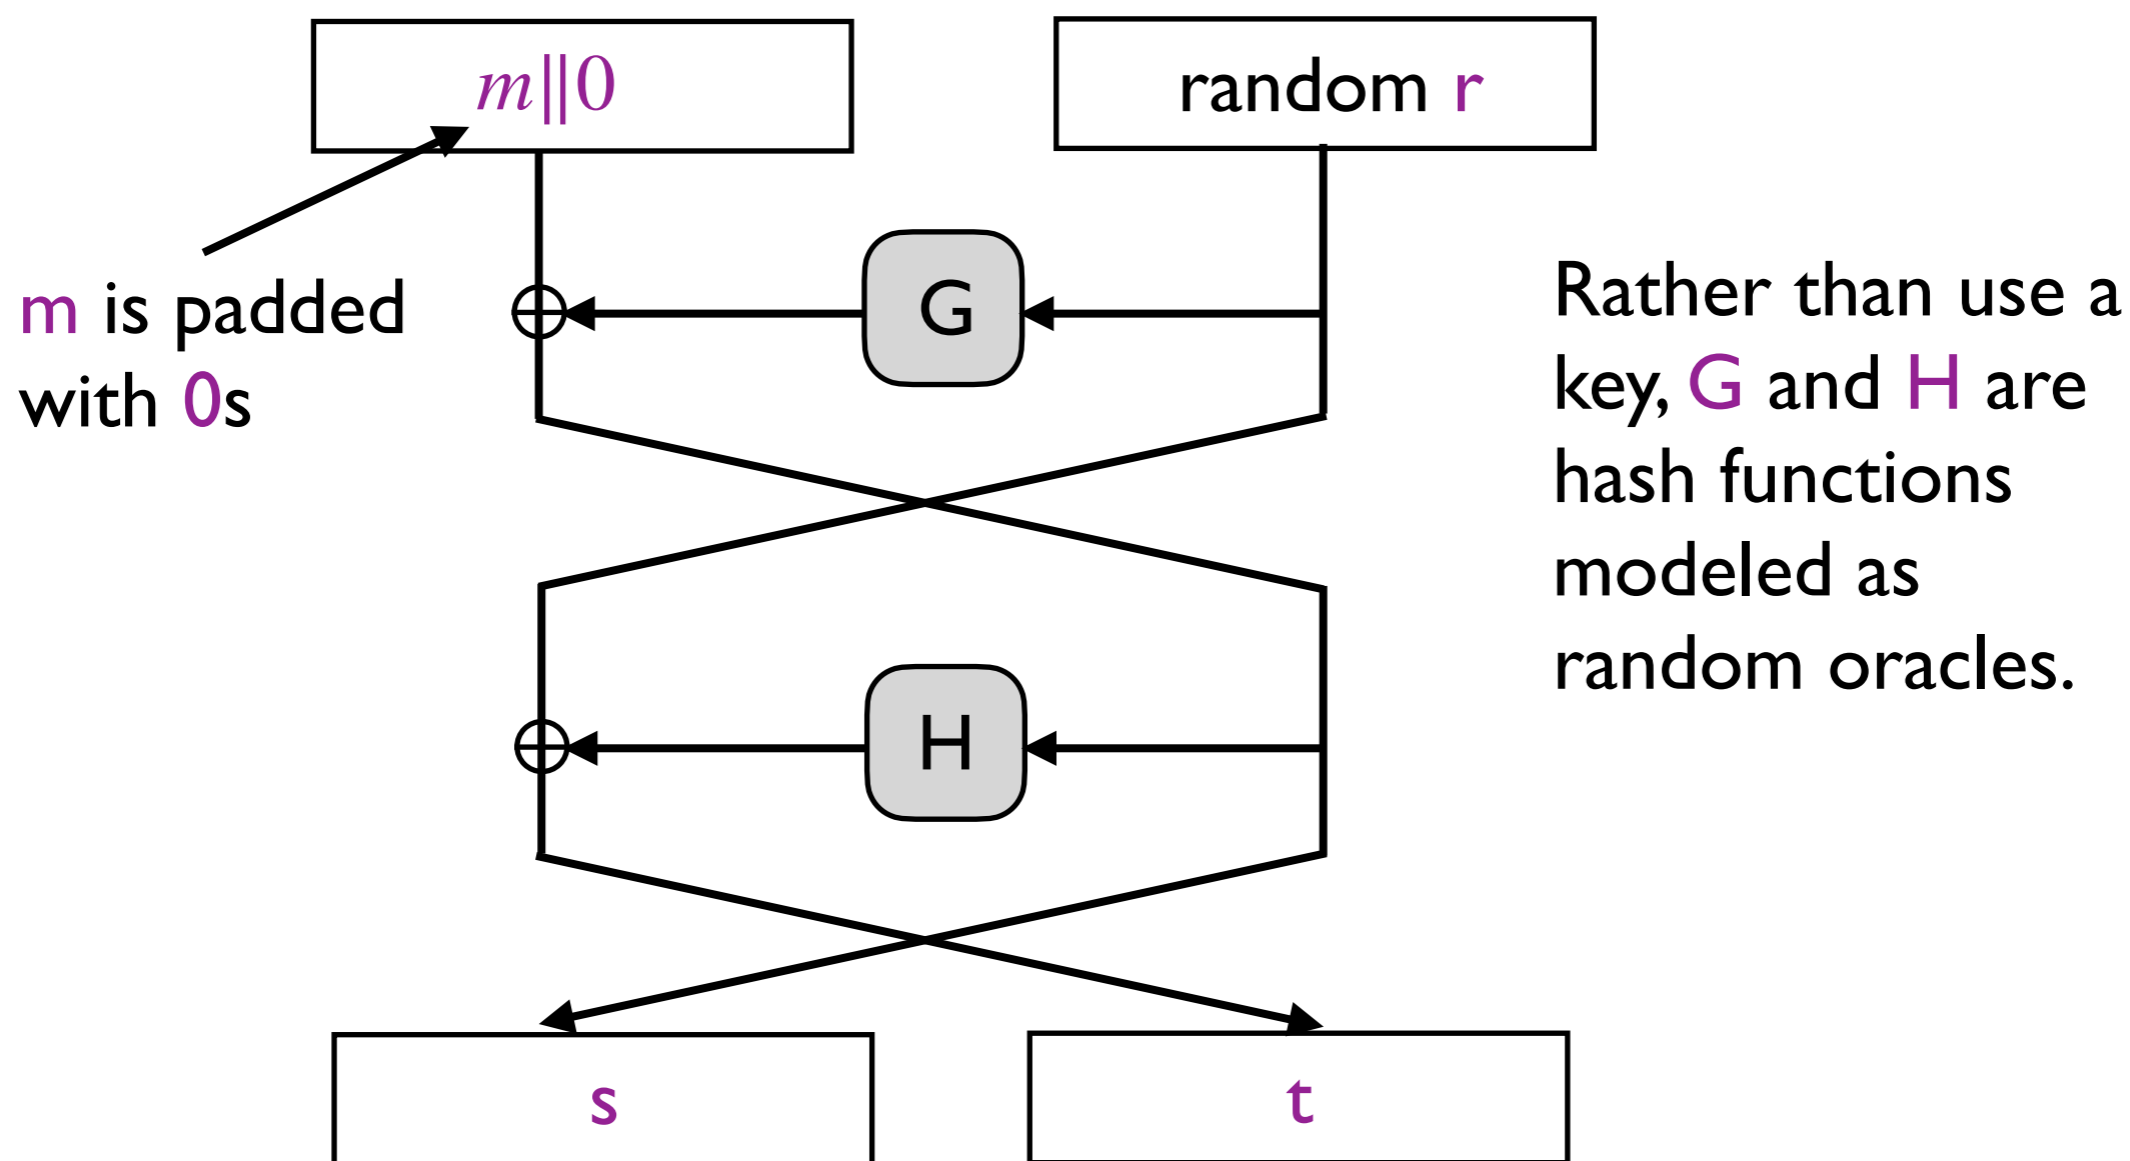 m||0
random r
m is padded
with 0s
G
Rather than use a
key, G and H are
hash functions
modeled as
random oracles.
H
s
t